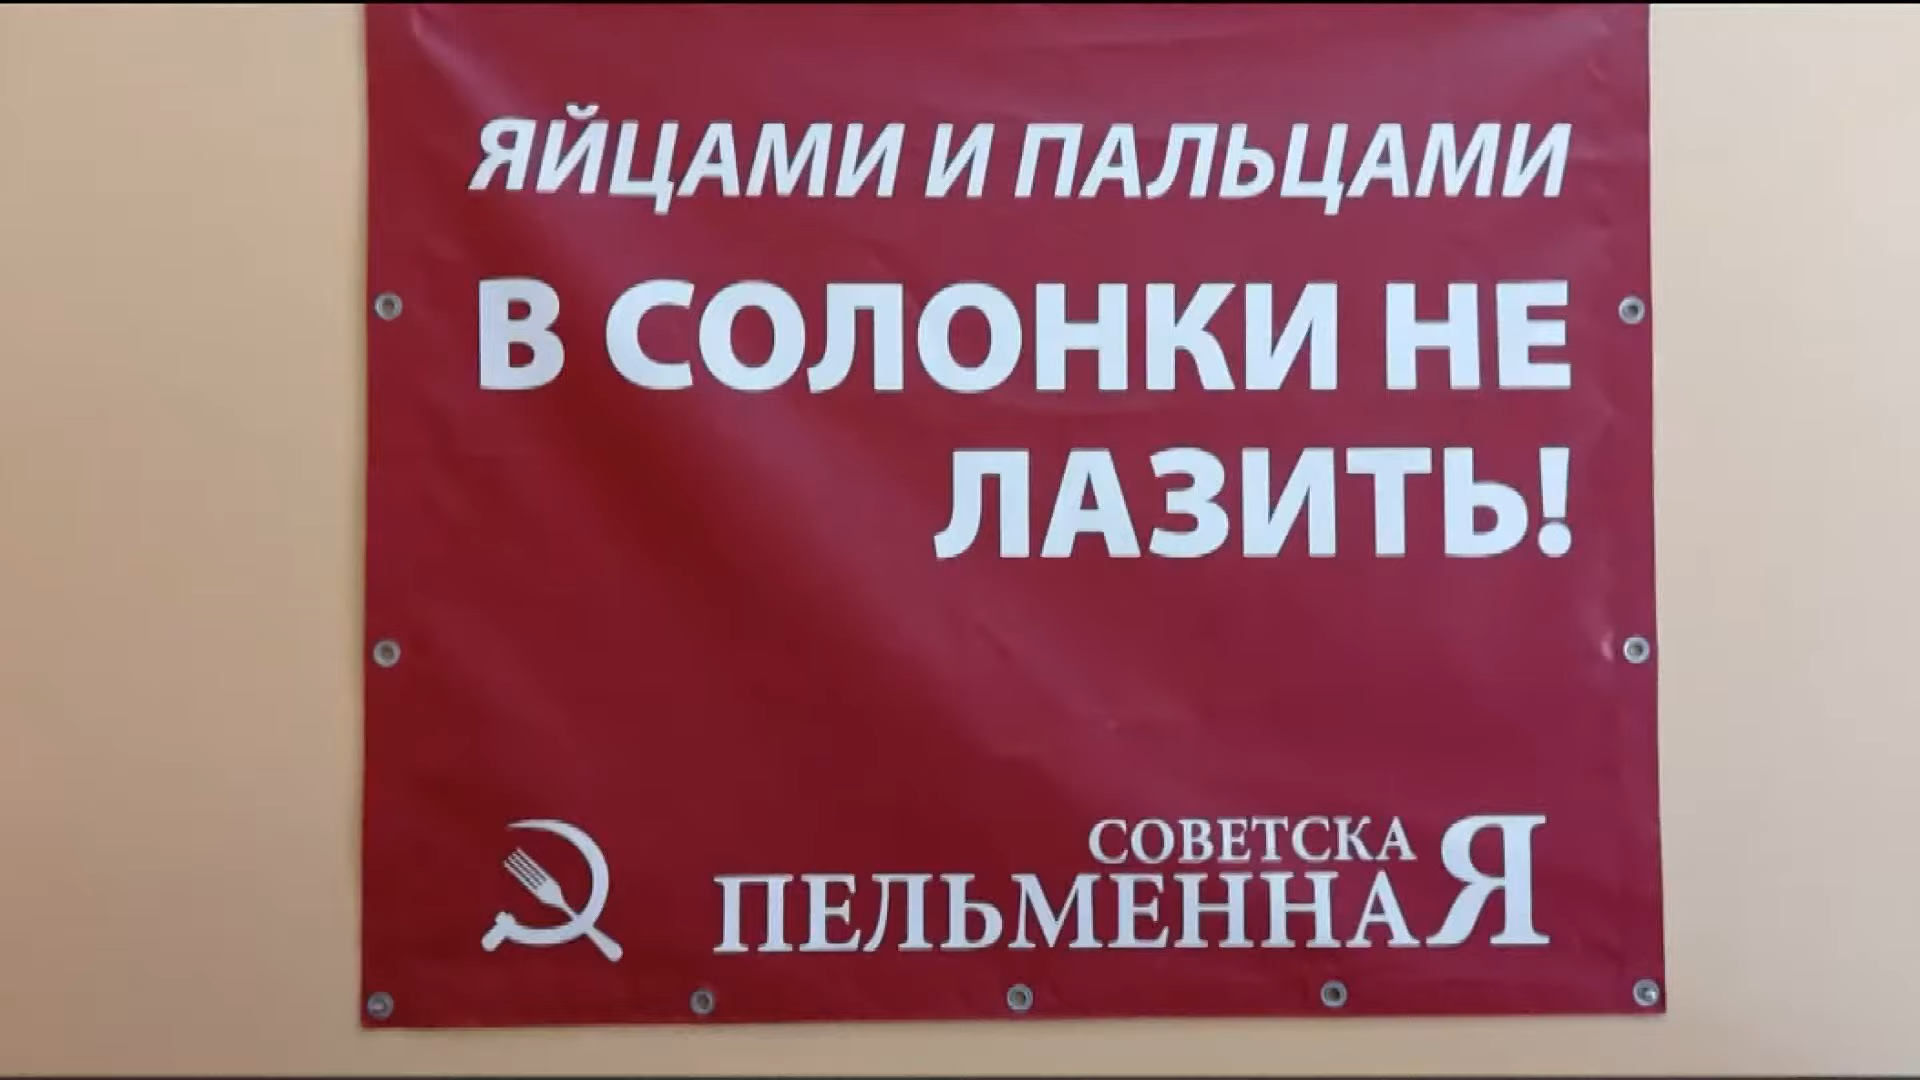 ЯЙЦАМИ И ПАЛЬЦАМИ
В СОЛОНКИ НЕ
ЛАЗИТЬ!
СОВЕТСКАЯ
ПЕЛЬМЕННАЯ